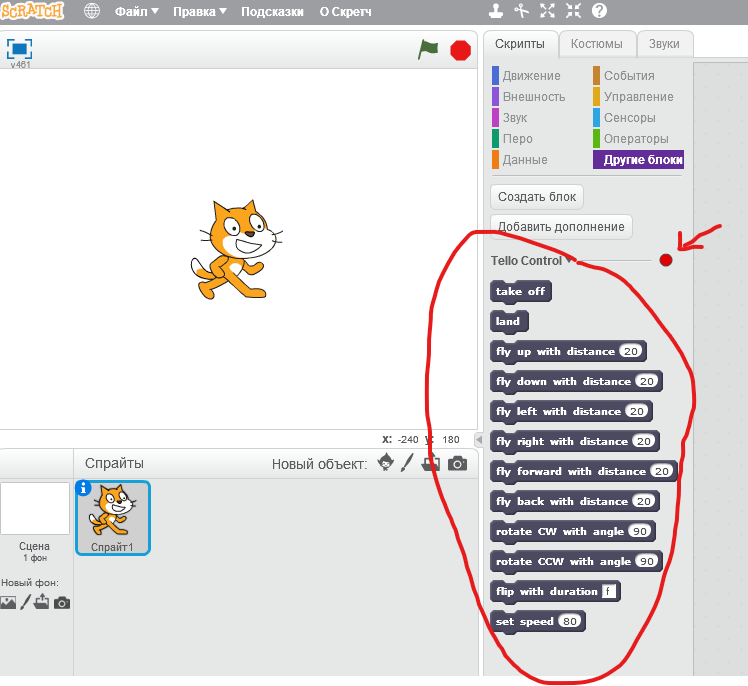 SCRATCH Файл Правка Подсказки О Скретч
v461
Скрипты Костюмы Звуки
Движение События
Внешность Управление
Звук Сенсоры
Перо Операторы
Данные Другие блоки
Создать блок
Добавить дополнение
Tello Control
take off
land
fly up with distance 20
fly down with distance 20
fly left with distance 20
fly right with distance 20
fly forward with distance 20
fly back with distance 20
rotate CW with angle 90
rotate CCW with angle 90
flip with duration f
set speed 80
X: -240 y: 180
Спрайты Новый объект:
Сцена
1 фон
Новый фон:
Спрайт1